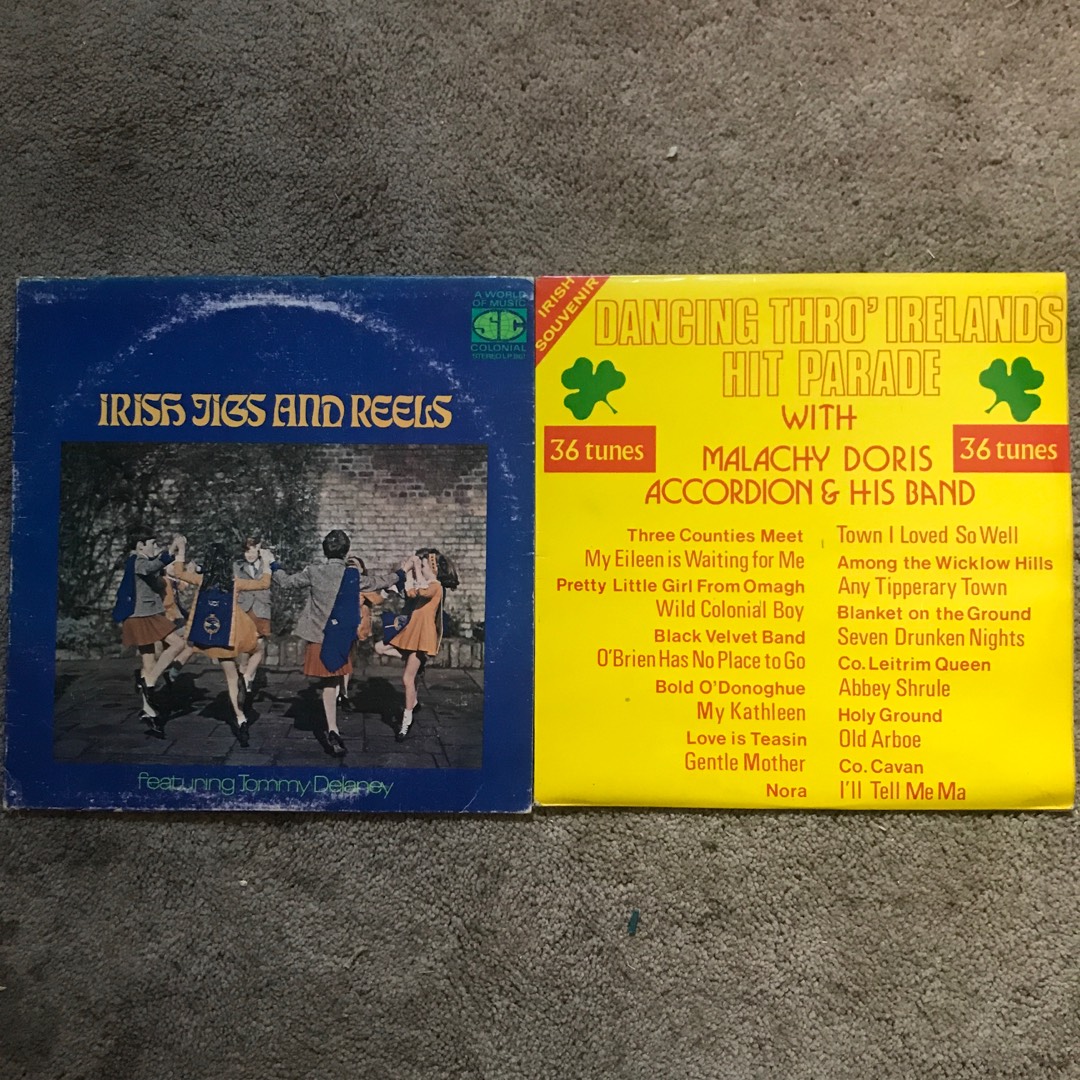 A WORLD
OF MUSIC
SC
COLONIAL
IRISH JIGS AND REELS
featuring Tommy Delaney
IRISH
SOUVENIR
DANCING THRO' IRELANDS
HIT PARADE
WITH
36 tunes
36 tunes
MALACHY DORIS
ACCORDION & HIS BAND
Three Counties Meet
My Eileen is Waiting for Me
Pretty Little Girl From Omagh
Wild Colonial Boy
Black Velvet Band
O'Brien Has No Place to Go
Bold O'Donoghue
My Kathleen
Love is Teasin
Gentle Mother
Nora
Town I Loved So Well
Among the Wicklow Hills
Any Tipperary Town
Blanket on the Ground
Seven Drunken Nights
Co. Leitrim Queen
Abbey Shrule
Holy Ground
Old Arboe
Co. Cavan
I'll Tell Me Ma